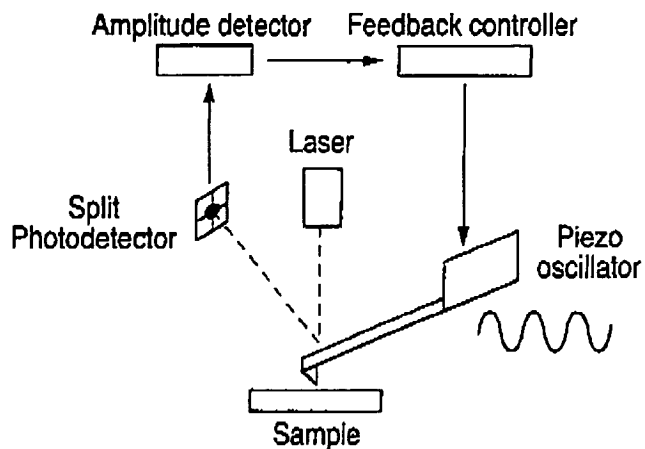 Amplitude detector
Feedback controller
Laser
Split
Photodetector
Piezo
oscillator
Sample